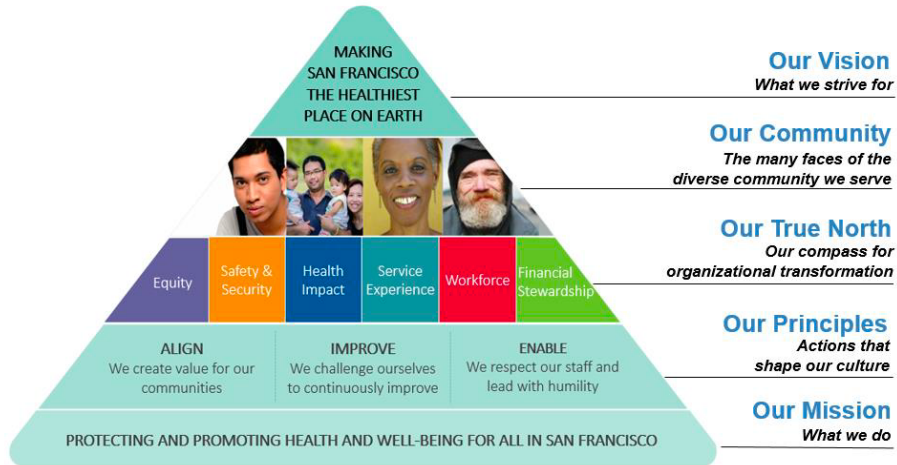 MAKING
SAN FRANCISCO
THE HEALTHIEST
PLACE ON EARTH
Our Vision
What we strive for
Our Community
The many faces of the
diverse community we serve
Equity
Safety &
Security
Health
Impact
Service
Experience
Workforce
Financial
Stewardship
Our True North
Our compass for
organizational transformation
ALIGN
We create value for our
communities
IMPROVE
We challenge ourselves
to continuously improve
ENABLE
We respect our staff and
lead with humility
Our Principles
Actions that
shape our culture
PROTECTING AND PROMOTING HEALTH AND WELL-BEING FOR ALL IN SAN FRANCISCO
Our Mission
What we do